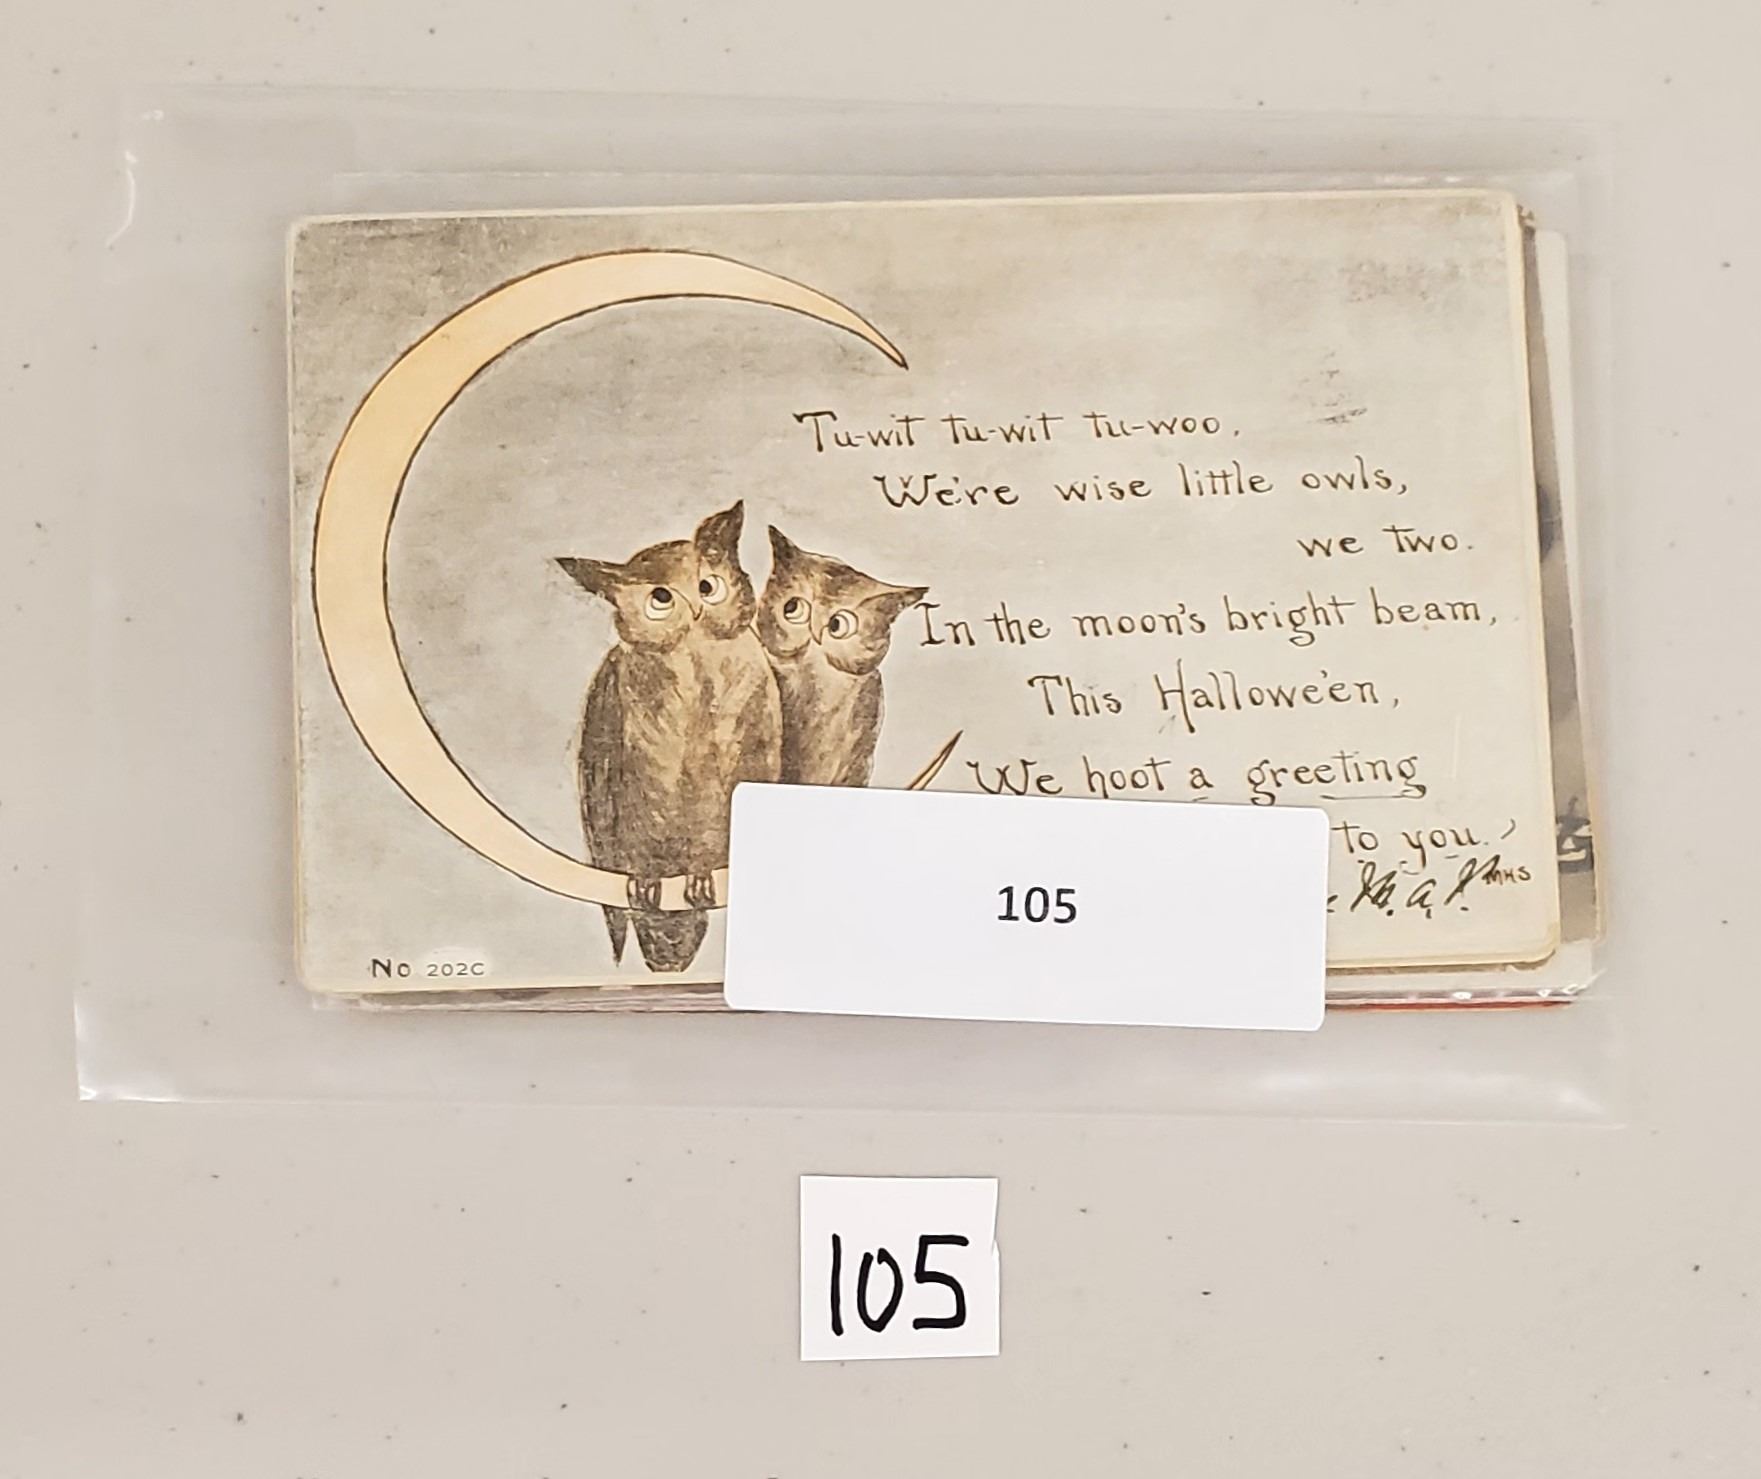 Tu-wit tu-wit tu-woo,
We're wise little owls,
we two.
In the moon's bright beam,
This Hallowe'en,
We hoot a greeting
to you.
M. A. P.
No 202C
105
105